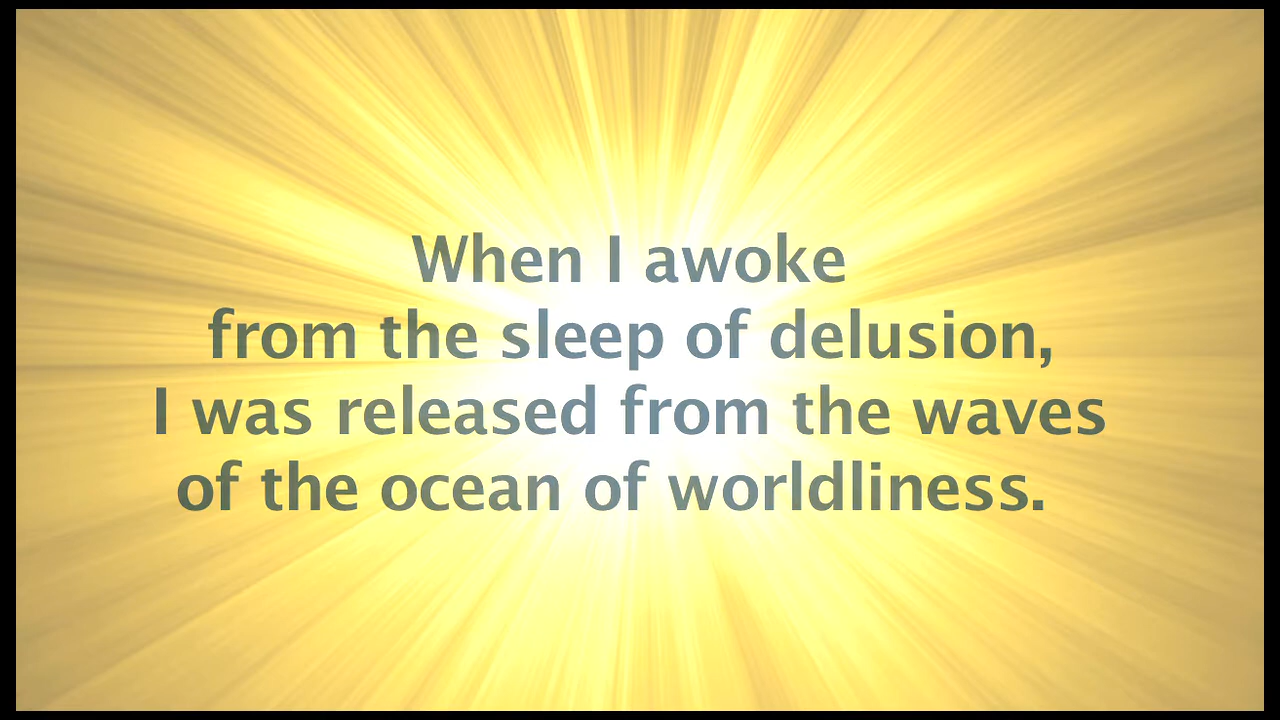 When I awoke
from the sleep of delusion,
I was released from the waves
of the ocean of worldliness.